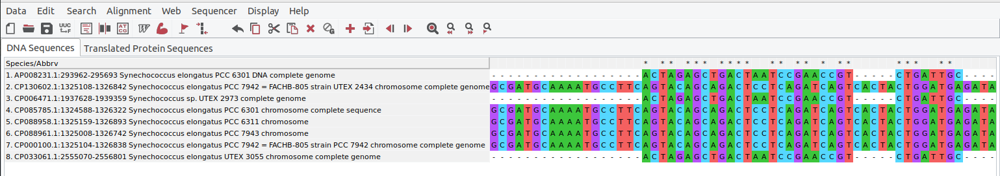 Data Edit Search Alignment Web Sequencer Display Help
UUC
F
AT
CG
W
DNA Sequences Translated Protein Sequences
Species/Abbrv * ** *** **** ** ** * ** *** **
1. AP008231.1:293962-295693 Synechococcus elongatus PCC 6301 DNA complete genome ------------------ACTAGAGCTGACTAATCCGAACCGT-----CTGATTGC----
2. CP130602.1:1325108-1326842 Synechococcus elongatus PCC 7942 = FACHB-805 strain UTEX 2434 chromosome complete genome GCGATGCAAAATGCCTTCAGTACAGCAGACTCCTCAGATCAGTCACTACTGGATGAGATA
3. CP006471.1:1937628-1939359 Synechococcus sp. UTEX 2973 complete genome ------------------ACTAGAGCTGACTAATCCGAACCGT-----CTGATTGC----
4. CP085785.1:1324588-1326322 Synechococcus elongatus PCC 6301 chromosome complete sequence GCGATGCAAAATGCCTTCAGTACAGCAGACTCCTCAGATCAGTCACTACTGGATGAGATA
5. CP088958.1:1325159-1326893 Synechococcus elongatus PCC 6311 chromosome GCGATGCAAAATGCCTTCAGTACAGCAGACTCCTCAGATCAGTCACTACTGGATGAGATA
6. CP088961.1:1325008-1326742 Synechococcus elongatus PCC 7943 chromosome GCGATGCAAAATGCCTTCAGTACAGCAGACTCCTCAGATCAGTCACTACTGGATGAGATA
7. CP000100.1:1325104-1326838 Synechococcus elongatus PCC 7942 = FACHB-805 strain PCC 7942 chromosome complete genome GCGATGCAAAATGCCTTCAGTACAGCAGACTCCTCAGATCAGTCACTACTGGATGAGATA
8. CP033061.1:2555070-2556801 Synechococcus elongatus UTEX 3055 chromosome complete genome ------------------ACTAGAGCTGACTAATCCGAACCGT-----CTGATTGC----